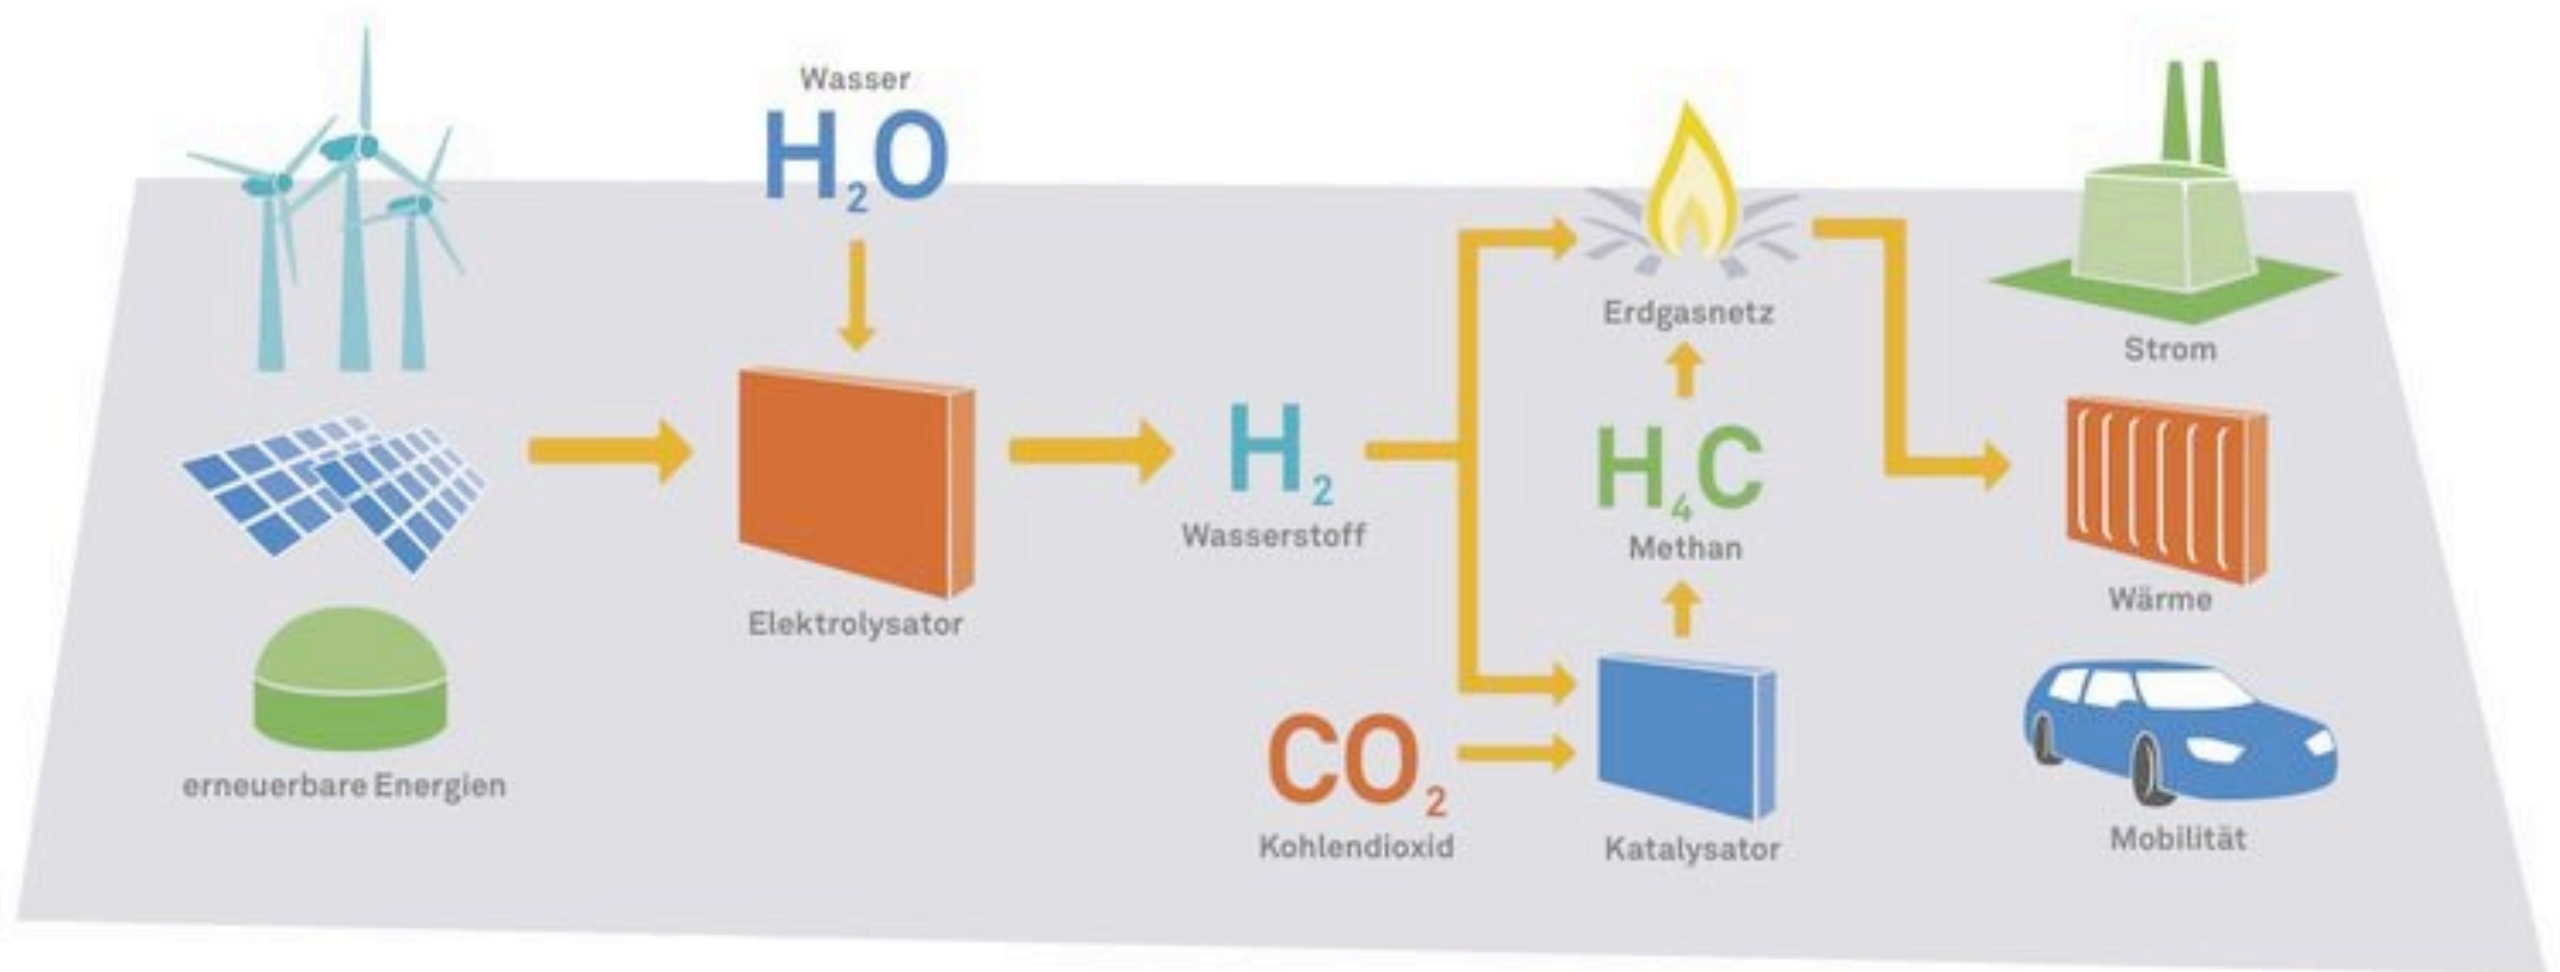 Wasser
H₂O
Erdgasnetz
Strom
H₂
Wasserstoff
H₄C
Methan
Elektrolysator
Wärme
erneuerbare Energien
CO₂
Kohlendioxid
Katalysator
Mobilität